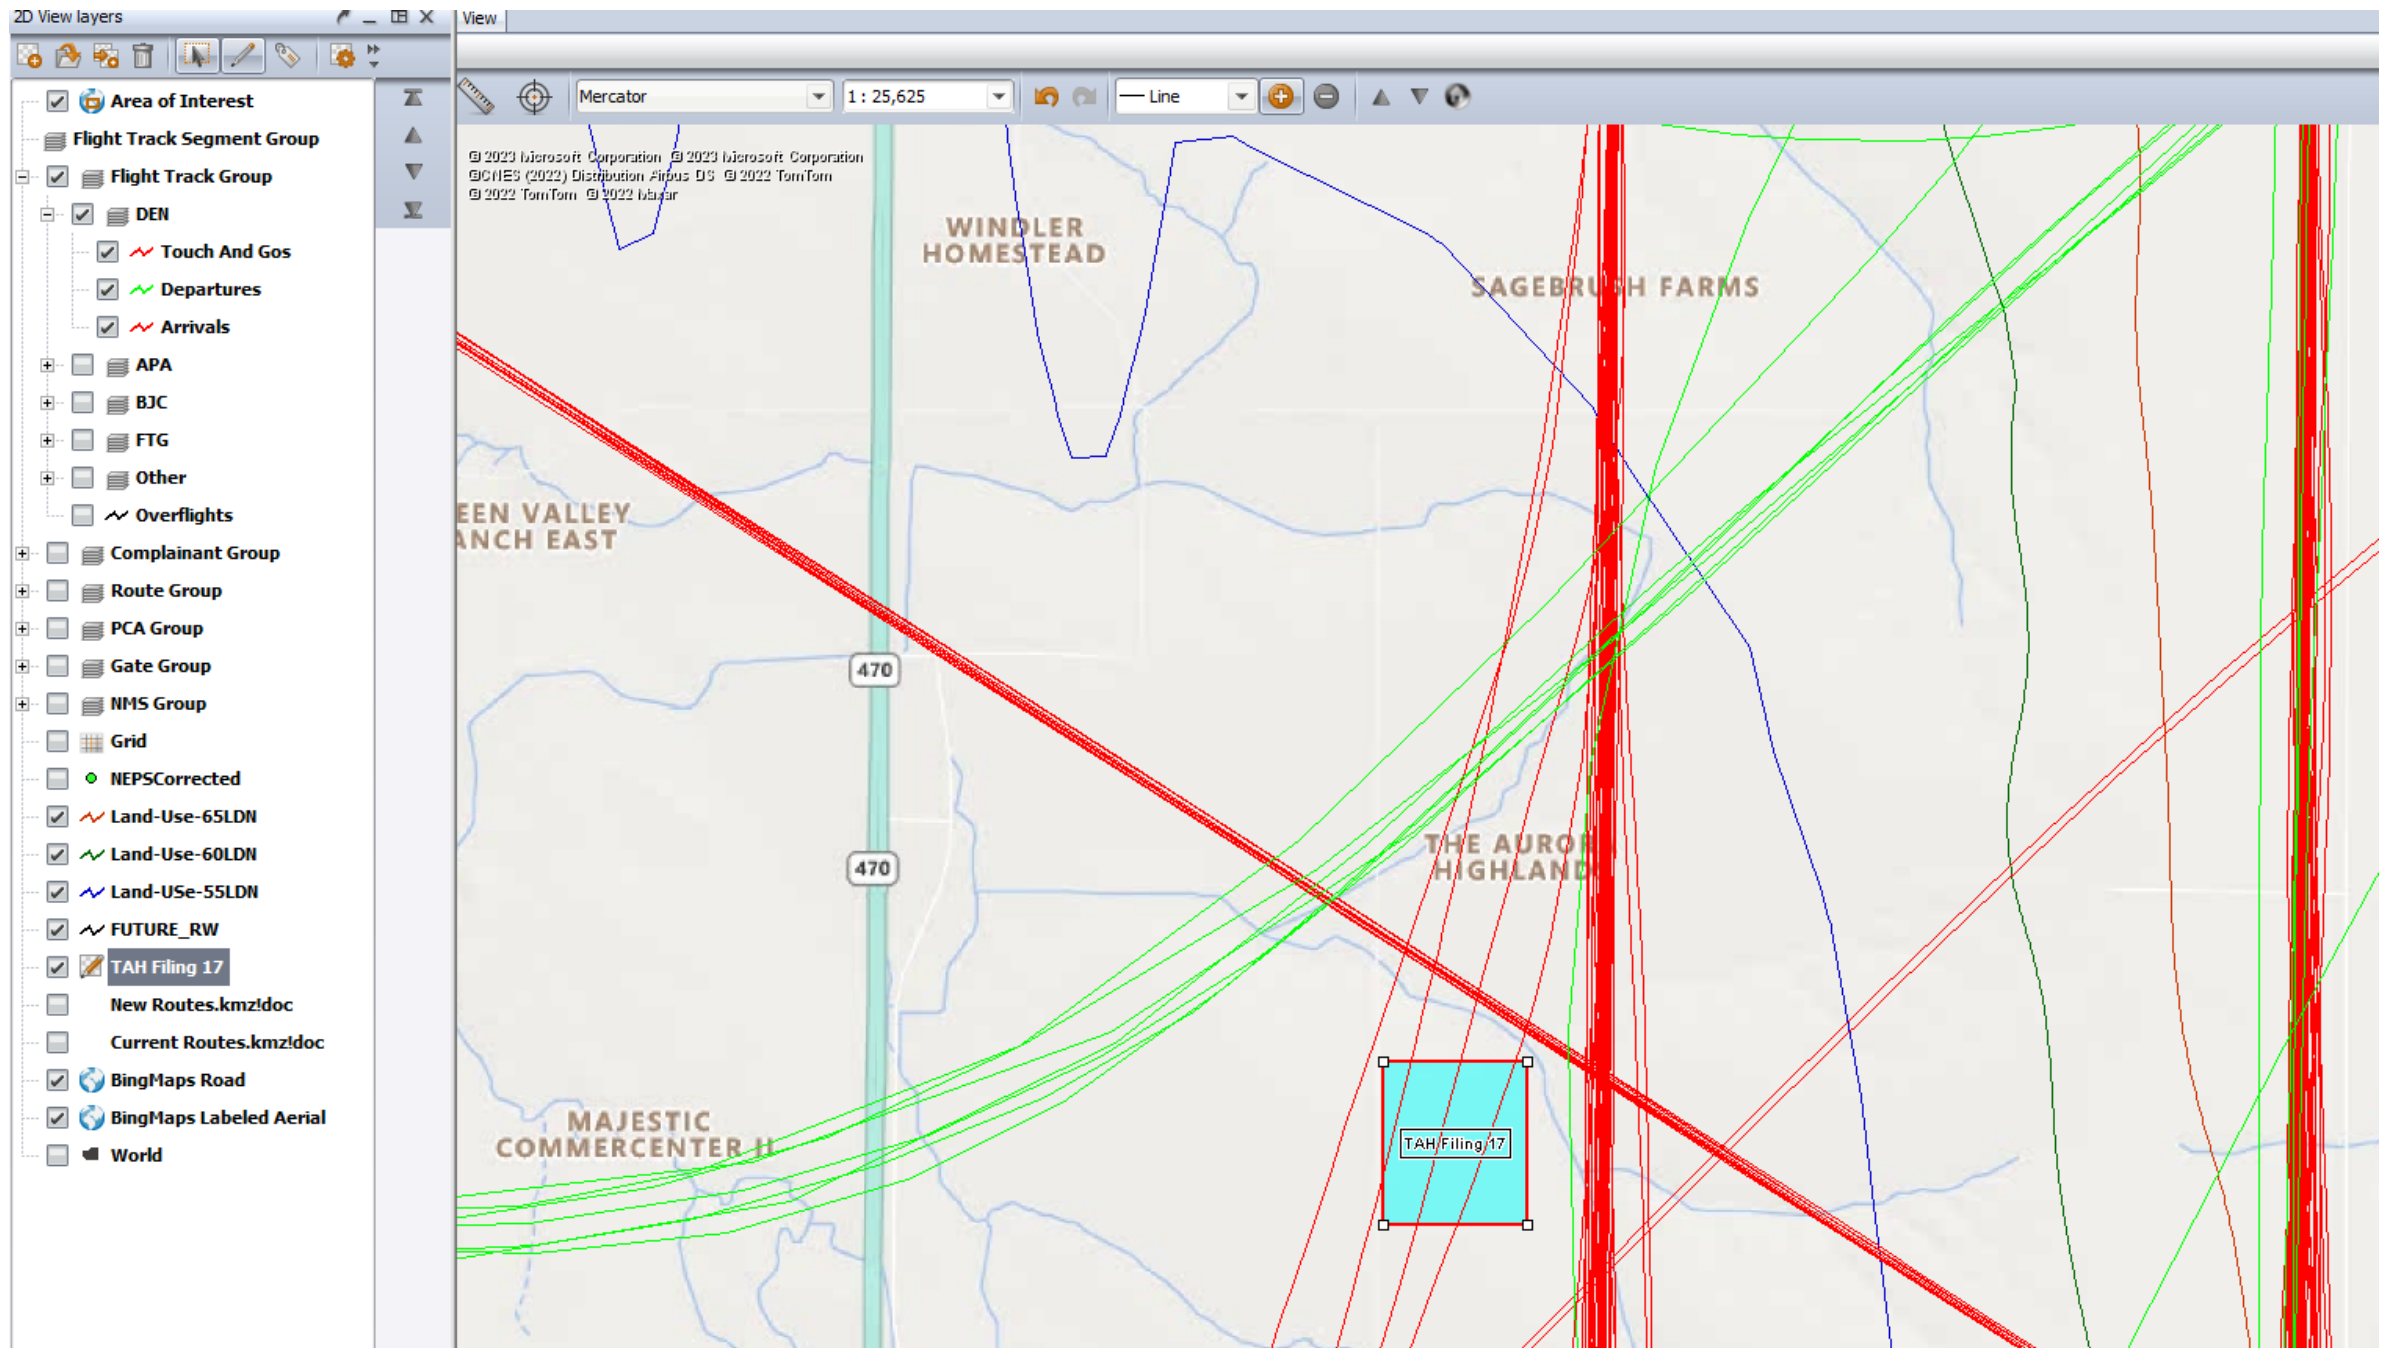 2D View layers
View
Mercator
1 : 25,625
Line
Area of Interest
Flight Track Segment Group
Flight Track Group
DEN
Touch And Gos
Departures
Arrivals
APA
BJC
FTG
Other
Overflights
Complainant Group
Route Group
PCA Group
Gate Group
NMS Group
Grid
NEPSCorrected
Land-Use-65LDN
Land-Use-60LDN
Land-USe-55LDN
FUTURE_RW
TAH Filing 17
New Routes.kmz!doc
Current Routes.kmz!doc
BingMaps Road
BingMaps Labeled Aerial
World
© 2023 Microsoft Corporation © 2023 Microsoft Corporation
©CNES (2022) Distribution Airbus DS © 2022 TomTom
© 2022 TomTom © 2022 Maxar
WINDLER
HOMESTEAD
SAGEBRUSH FARMS
EEN VALLEY
ANCH EAST
470
470
THE AUROR
HIGHLAND
MAJESTIC
COMMERCENTER II
TAH Filing 17